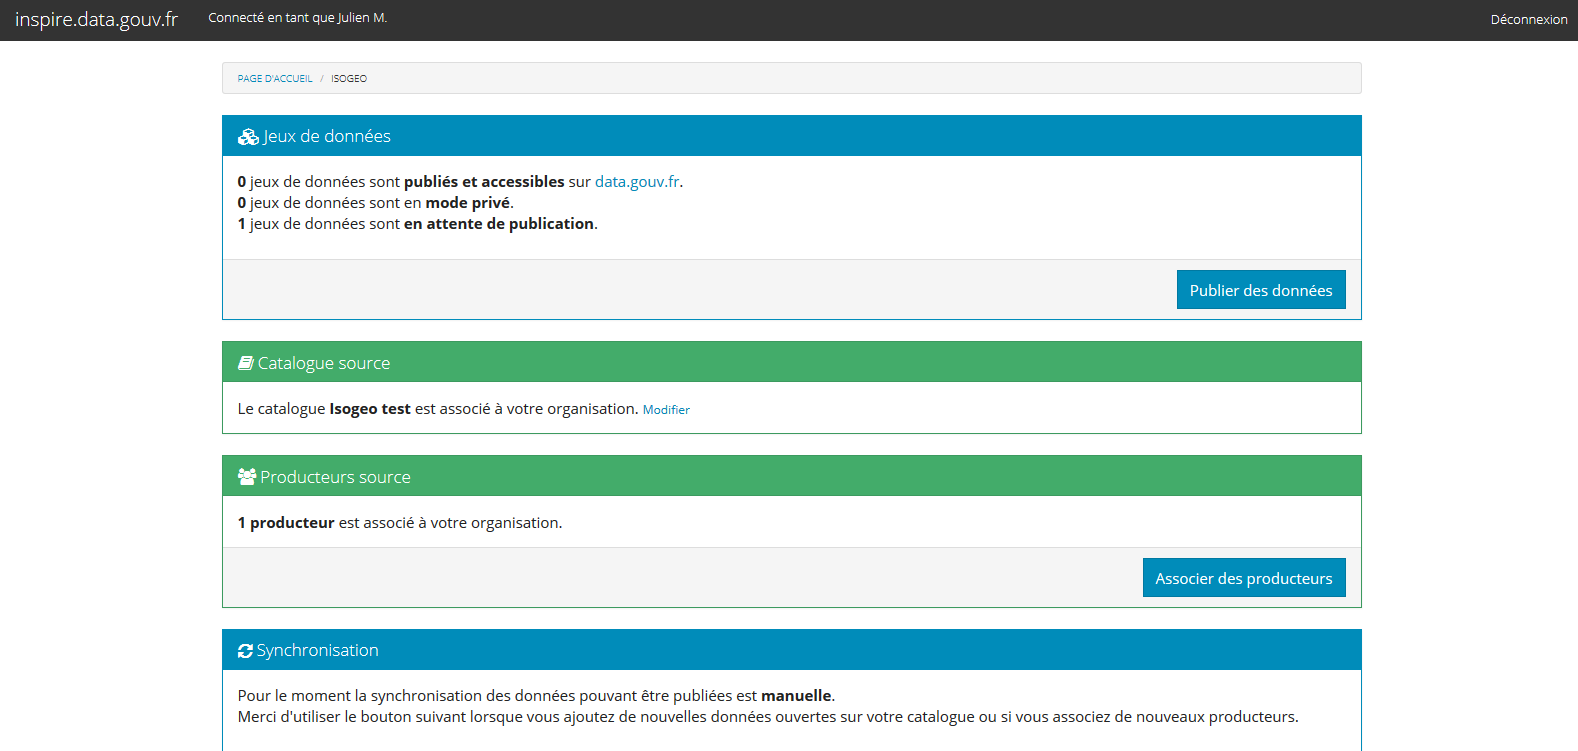 inspire.data.gouv.fr Connecté en tant que Julien M. Déconnexion
PAGE D'ACCUEIL / ISOGEO
Jeux de données
0 jeux de données sont publiés et accessibles sur data.gouv.fr.
0 jeux de données sont en mode privé.
1 jeux de données sont en attente de publication.
Publier des données
Catalogue source
Le catalogue Isogeo test est associé à votre organisation. Modifier
Producteurs source
1 producteur est associé à votre organisation.
Associer des producteurs
Synchronisation
Pour le moment la synchronisation des données pouvant être publiées est manuelle.
Merci d'utiliser le bouton suivant lorsque vous ajoutez de nouvelles données ouvertes sur votre catalogue ou si vous associez de nouveaux producteurs.